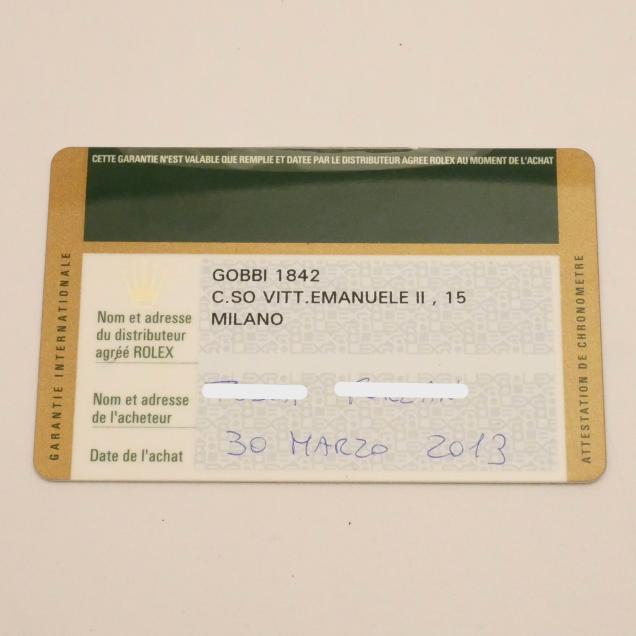 CETTE GARANTIE N'EST VALABLE QUE REMPLIE ET DATEE PAR LE DISTRIBUTEUR AGREE ROLEX AU MOMENT DE L'ACHAT
GARANTIE INTERNATIONALE
GOBBI 1842
C.SO VITT.EMANUELE II , 15
MILANO
Nom et adresse
du distributeur
agréé ROLEX
Nom et adresse
de l'acheteur
Date de l'achat
30 MARZO 2013
ATTESTATION DE CHRONOMETRE